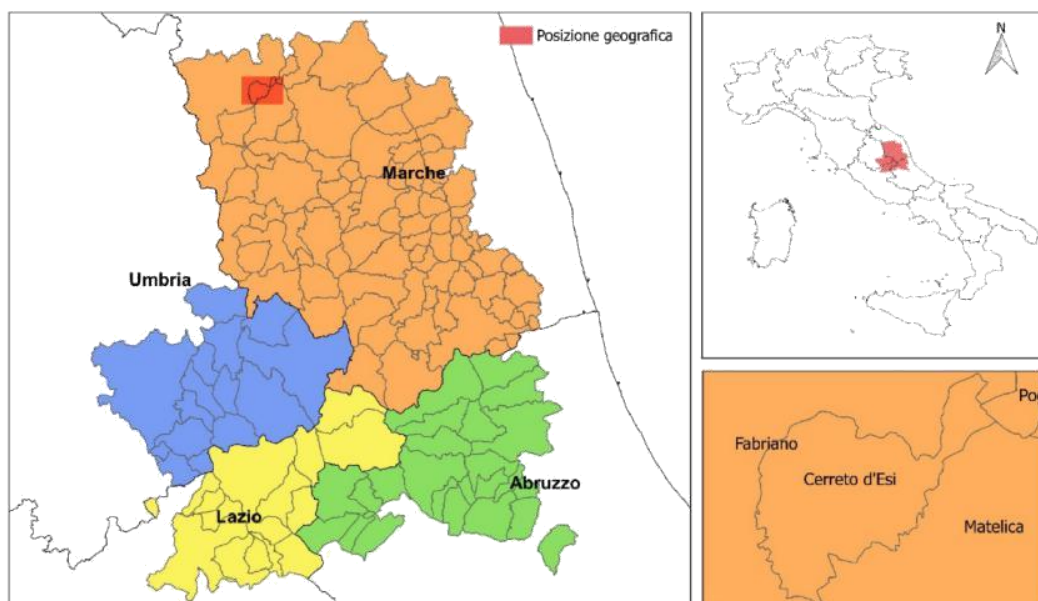 Posizione geografica
Marche
Umbria
Abruzzo
Lazio
N
Fabriano
Cerreto d'Esi
Matelica